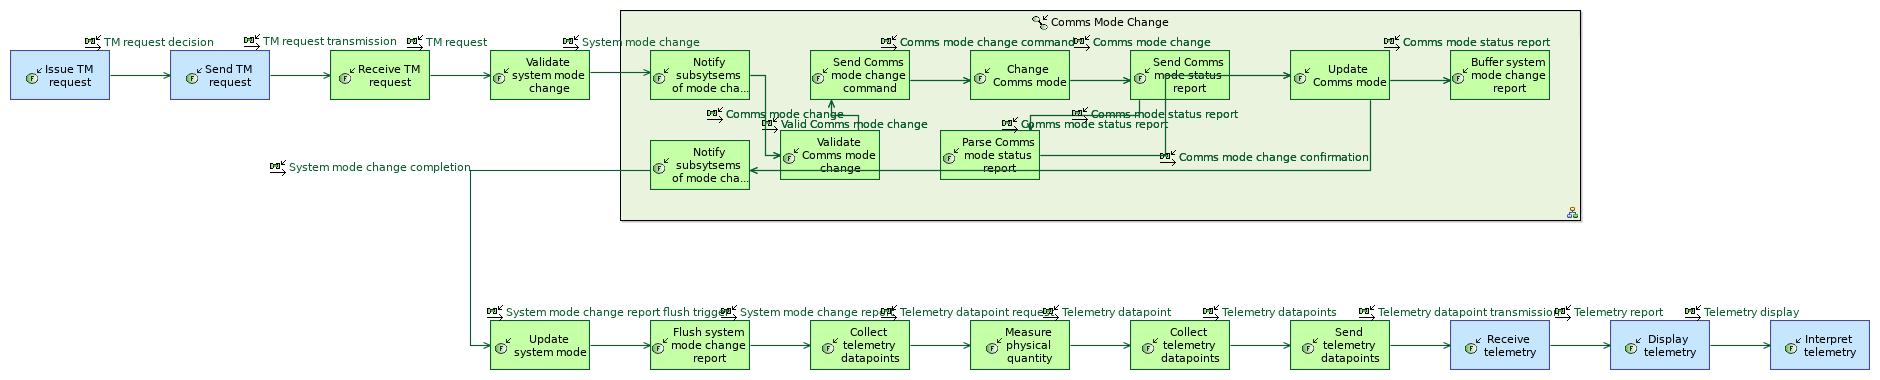 Comms Mode Change
TM request decision
TM request transmission
TM request
System mode change
Comms mode change command
Comms mode change
Comms mode status report
Issue TM
request
Send TM
request
Receive TM
request
Validate
system mode
change
Notify
subsytsems
of mode cha...
Send Comms
mode change
command
Change
Comms mode
Send Comms
mode status
report
Update
Comms mode
Buffer system
mode change
report
Comms mode change
Valid Comms mode change
Comms mode status report
Comms mode status report
Validate
Comms mode
change
Parse Comms
mode status
report
Comms mode change confirmation
Notify
subsytsems
of mode cha...
System mode change completion
System mode change report flush trigger
System mode change report
Telemetry datapoint request
Telemetry datapoint
Telemetry datapoints
Telemetry datapoint transmission
Telemetry report
Telemetry display
Update
system mode
Flush system
mode change
report
Collect
telemetry
datapoints
Measure
physical
quantity
Collect
telemetry
datapoints
Send
telemetry
datapoints
Receive
telemetry
Display
telemetry
Interpret
telemetry